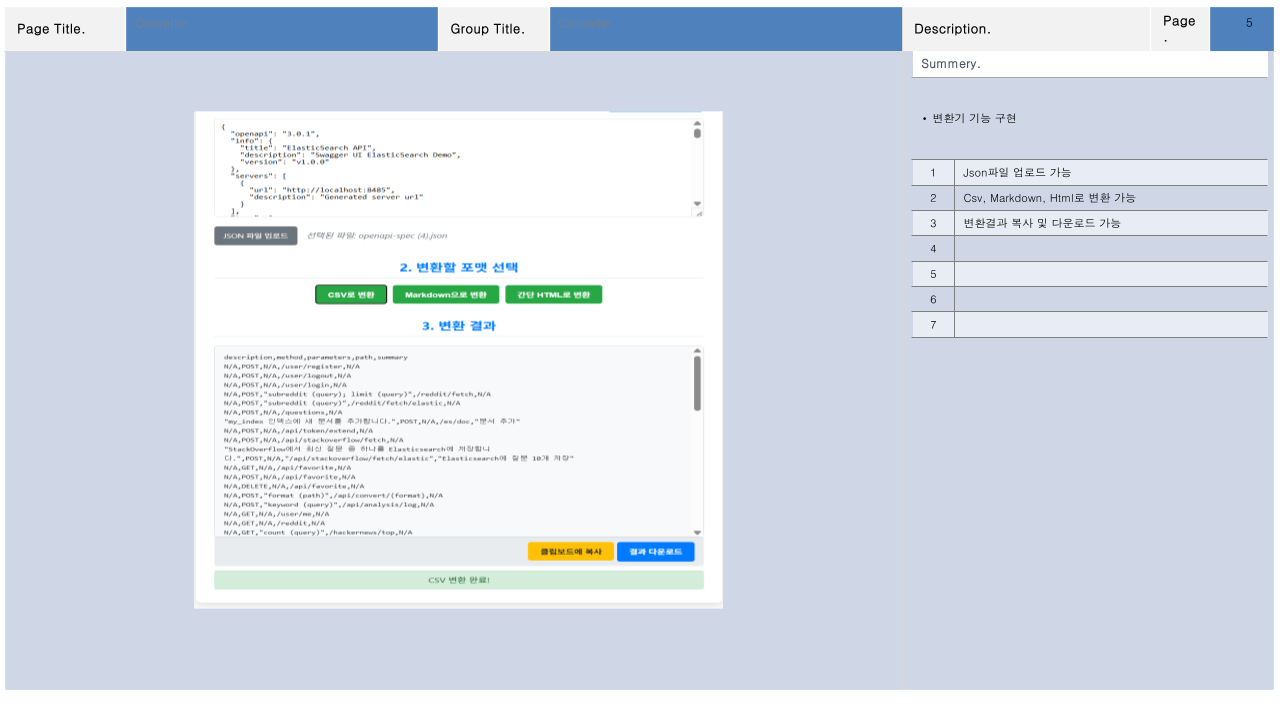 Page Title.
Group Title.
Description.
Page
.
5
Summery.
• 변환기 기능 구현
1 Json파일 업로드 가능
2 Csv, Markdown, Html로 변환 가능
3 변환결과 복사 및 다운로드 가능
4
5
6
7
{
"openapi": "3.0.1",
"info": {
"title": "ElasticSearch API",
"description": "Swagger UI ElasticSearch Demo",
"version": "v1.0.0"
},
"servers": [
{
"url": "http://localhost:8485",
"description": "Generated server url"
}
],
JSON 파일 업로드 선택된 파일: openapi-spec (4).json
2. 변환할 포맷 선택
CSV로 변환 Markdown으로 변환 간단 HTML로 변환
3. 변환 결과
description,method,parameters,path,summary
N/A,POST,N/A,/user/register,N/A
N/A,POST,N/A,/user/logout,N/A
N/A,POST,N/A,/user/login,N/A
N/A,POST,"subreddit (query); limit (query)",/reddit/fetch,N/A
N/A,POST,"subreddit (query)",/reddit/fetch/elastic,N/A
N/A,POST,N/A,/questions,N/A
"my_index 인덱스에 새 문서를 추가합니다.",POST,N/A,/es/doc,"문서 추가"
N/A,POST,N/A,/api/token/extend,N/A
N/A,POST,N/A,/api/stackoverflow/fetch,N/A
"StackOverflow에서 최신 질문 중 하나를 Elasticsearch에 저장합니
다.",POST,N/A,"/api/stackoverflow/fetch/elastic","Elasticsearch에 질문 10개 저장"
N/A,GET,N/A,/api/favorite,N/A
N/A,POST,N/A,/api/favorite,N/A
N/A,DELETE,N/A,/api/favorite,N/A
N/A,POST,"format (path)",/api/convert/{format},N/A
N/A,POST,"keyword (query)",/api/analysis/log,N/A
N/A,GET,N/A,/user/me,N/A
N/A,GET,N/A,/reddit,N/A
N/A,GET,"count (query)",/hackernews/top,N/A
클립보드에 복사 결과 다운로드
CSV 변환 완료!